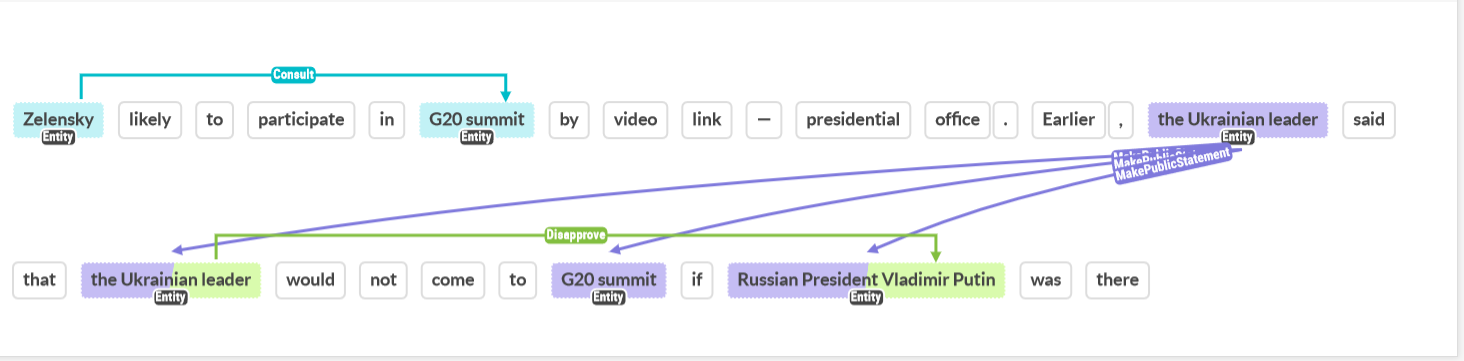 Consult
Zelensky likely to participate in G20 summit by video link — presidential office . Earlier , the Ukrainian leader said
Entity Entity Entity
MakePublicStatement
Disapprove
that the Ukrainian leader would not come to G20 summit if Russian President Vladimir Putin was there
Entity Entity Entity